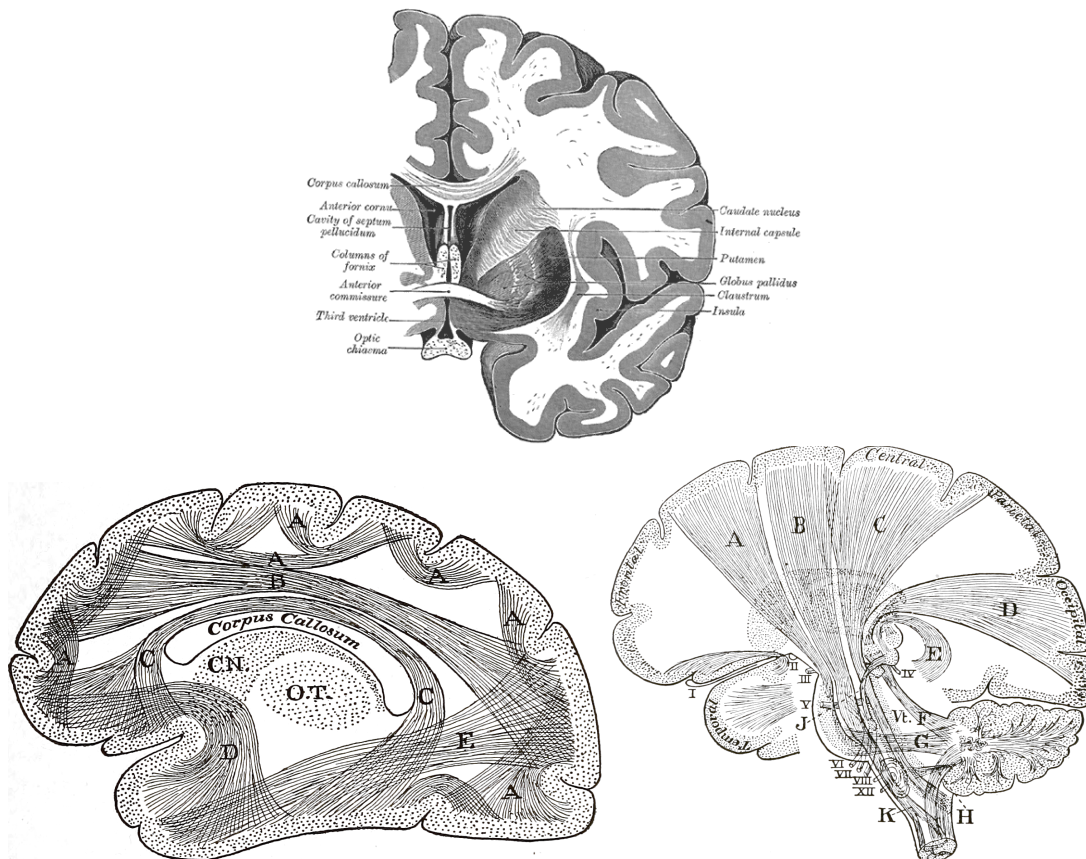 Corpus callosum
Anterior cornu
Cavity of septum
pellucidum
Columns of
fornix
Anterior
commissure
Third ventricle
Optic
chiasma
Caudate nucleus
Internal capsule
Putamen
Globus pallidus
Claustrum
Insula
A
A
B
A
A
A
C
Corpus Callosum
C.N.
O.T.
C
D
E
A
Central
Parietal
Frontal
Occipital
Temporal
A
B
C
D
E
I
II
III
IV
V
J
Vt.
F
G
VI
VII
VIII
XII
K
H